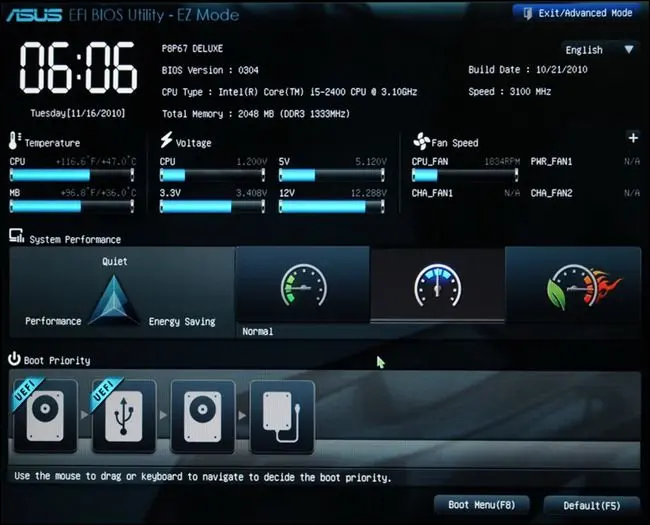 ASUS EFI BIOS Utility - EZ Mode
Exit/Advanced Mode
06:06
Tuesday[11/16/2010]
P8P67 DELUXE
English
BIOS Version : 0304
Build Date : 10/21/2010
CPU Type : Intel(R) Core(TM) i5-2400 CPU @ 3.10GHz
Speed : 3100 MHz
Total Memory : 2048 MB (DDR3 1333MHz)
Temperature
CPU +116.6°F/+47.0°C
MB +96.8°F/+36.0°C
Voltage
CPU 1.200V 5V 5.120V
3.3V 3.408V 12V 12.288V
Fan Speed
CPU_FAN 1834RPM PWR_FAN1 N/A
CHA_FAN1 N/A CHA_FAN2 N/A
System Performance
Quiet
Performance Energy Saving
Normal
Boot Priority
UEFI UEFI
Use the mouse to drag or keyboard to navigate to decide the boot priority.
Boot Menu(F8) Default(F5)